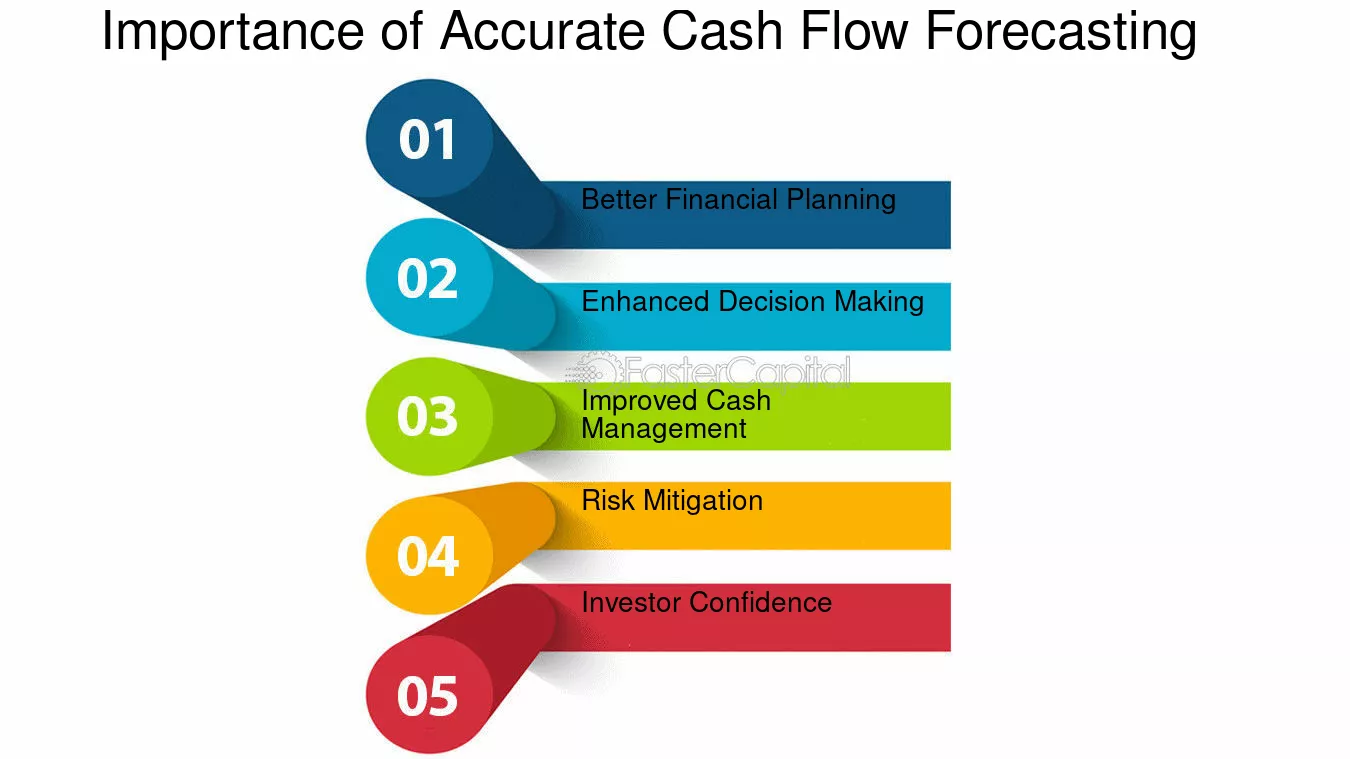 Importance of Accurate Cash Flow Forecasting
01
Better Financial Planning
02
Enhanced Decision Making
FasterCapital
03
Improved Cash
Management
04
Risk Mitigation
05
Investor Confidence